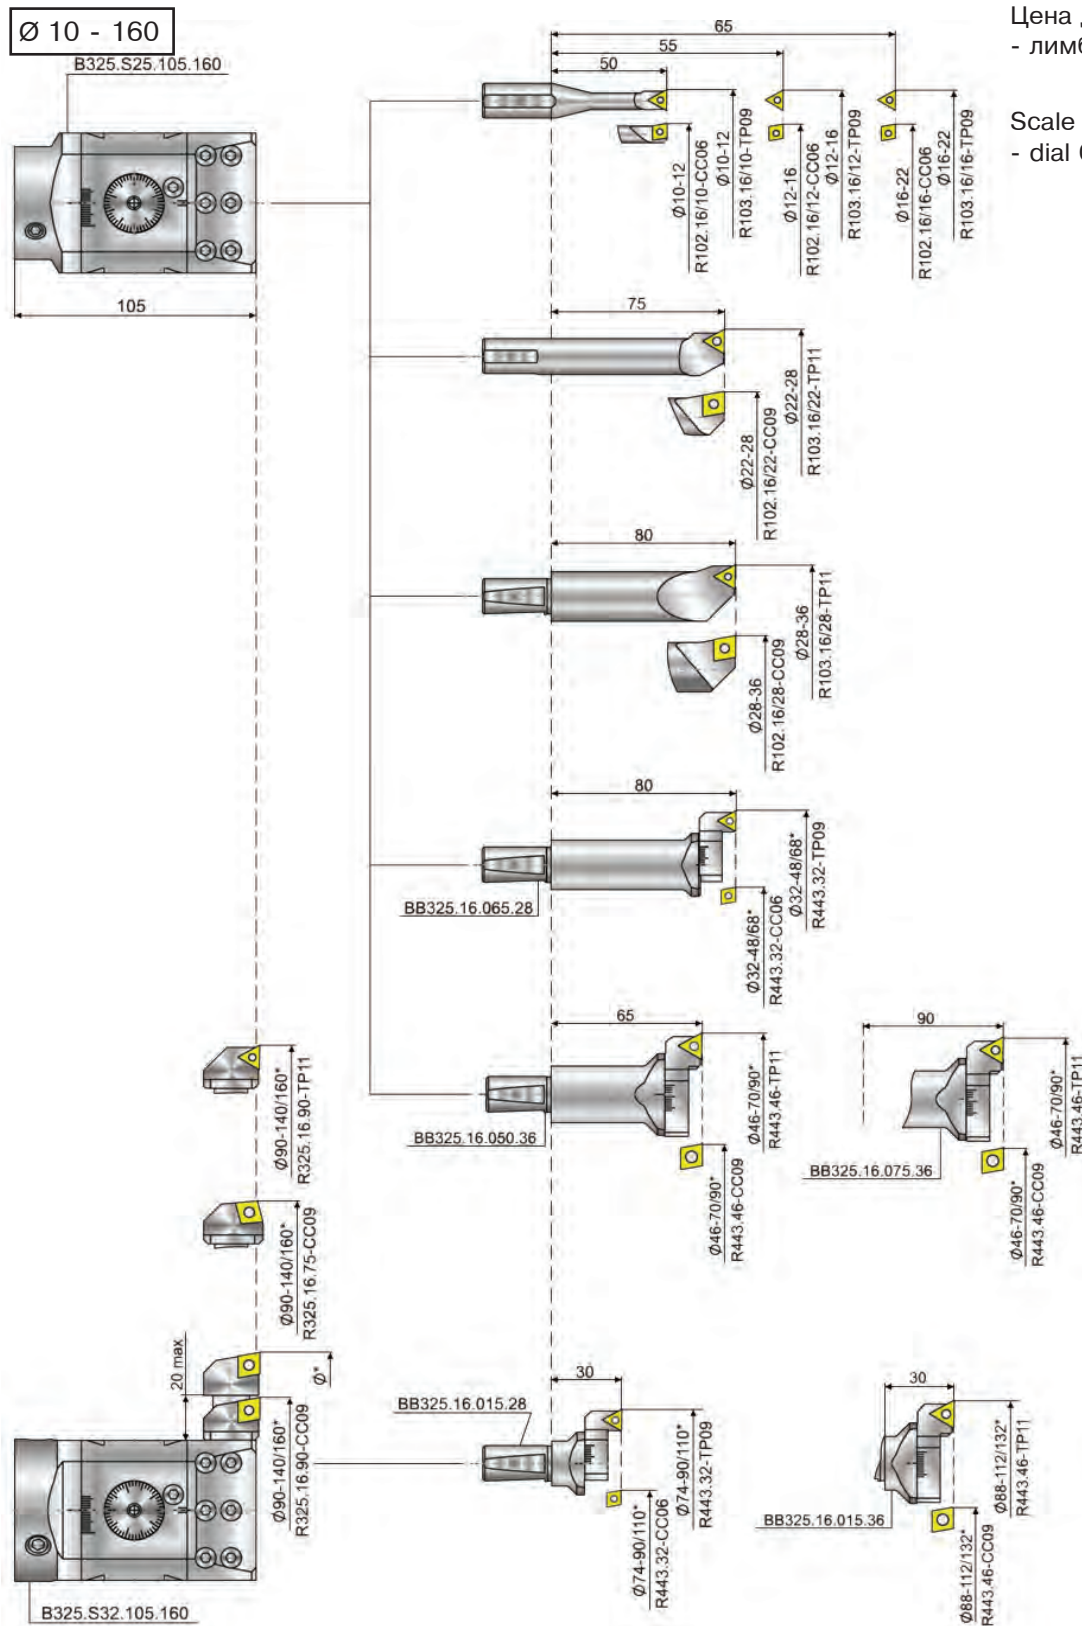 Ø 10 - 160
Цена
- лимб
Scale
- dial
B325.S25.105.160
105
65
55
50
Ø10-12
R102.16/10-CC06
Ø10-12
R103.16/10-TP09
Ø12-16
R102.16/12-CC06
Ø12-16
R103.16/12-TP09
Ø16-22
R102.16/16-CC06
Ø16-22
R103.16/16-TP09
75
Ø22-28
R102.16/22-CC09
Ø22-28
R103.16/22-TP11
80
Ø28-36
R102.16/28-CC09
Ø28-36
R103.16/28-TP11
80
BB325.16.065.28
Ø32-48/68*
R443.32-CC06
Ø32-48/68*
R443.32-TP09
65
BB325.16.050.36
Ø46-70/90*
R443.46-CC09
Ø46-70/90*
R443.46-TP11
90
BB325.16.075.36
Ø46-70/90*
R443.46-CC09
Ø46-70/90*
R443.46-TP11
Ø90-140/160*
R325.16.90-TP11
Ø90-140/160*
R325.16.75-CC09
20 max
Ø*
Ø90-140/160*
R325.16.90-CC09
B325.S32.105.160
30
BB325.16.015.28
Ø74-90/110*
R443.32-CC06
Ø74-90/110*
R443.32-TP09
30
BB325.16.015.36
Ø88-112/132*
R443.46-CC09
Ø88-112/132*
R443.46-TP11